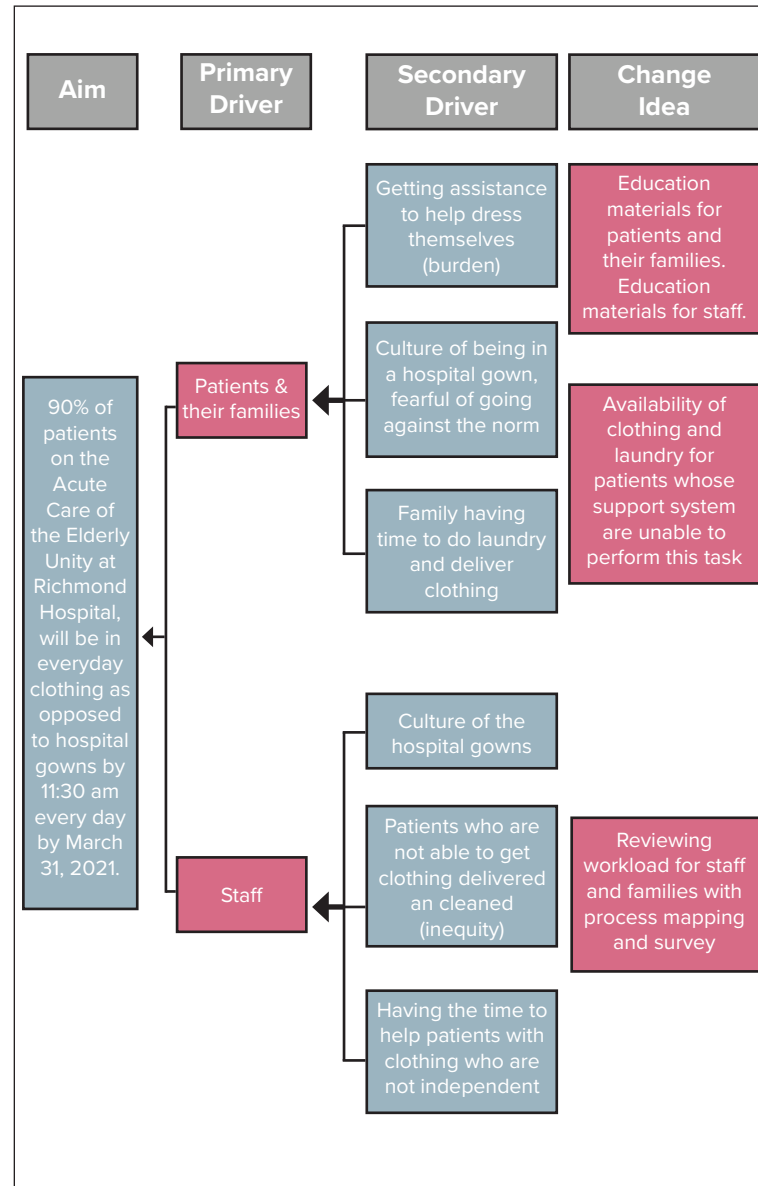 Aim
Primary
Driver
Secondary
Driver
Change
Idea
90% of
patients
on the
Acute
Care of
the Elderly
Unity at
Richmond
Hospital,
will be in
everyday
clothing as
opposed
to hospital
gowns by
11:30 am
every day
by March
31, 2021.
Patients &
their families
Staff
Getting assistance
to help dress
themselves
(burden)
Culture of being in
a hospital gown,
fearful of going
against the norm
Family having
time to do laundry
and deliver
clothing
Culture of the
hospital gowns
Patients who are
not able to get
clothing delivered
an cleaned
(inequity)
Having the time to
help patients with
clothing who are
not independent
Education
materials for
patients and
their families.
Education
materials for staff.
Availability of
clothing and
laundry for
patients whose
support system
are unable to
perform this task
Reviewing
workload for staff
and families with
process mapping
and survey